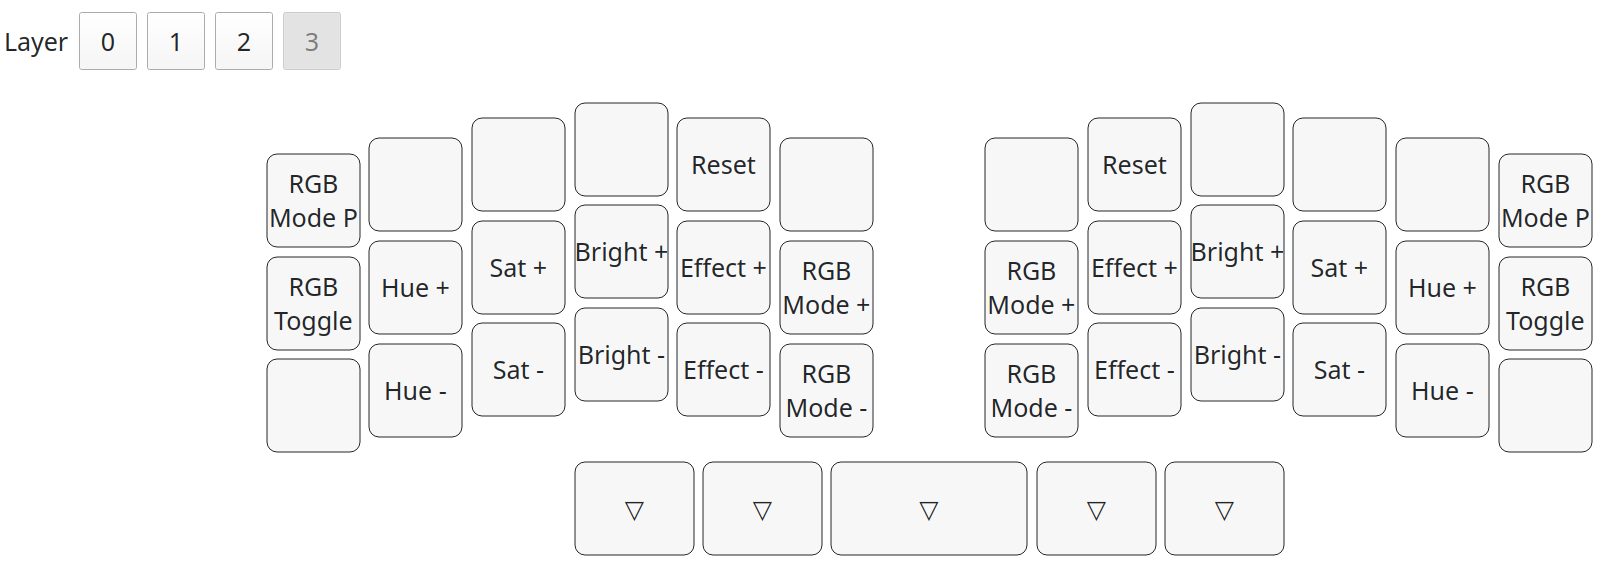 Layer 0 1 2 3
Reset Reset
RGB
Mode P
RGB
Mode P
Bright + Bright +
Sat + Effect + Effect + Sat +
Hue + Hue +
RGB
Mode +
RGB
Mode +
RGB
Toggle
RGB
Toggle
Bright - Bright -
Sat - Effect - Effect - Sat -
Hue - Hue -
RGB
Mode -
RGB
Mode -
▽ ▽ ▽ ▽ ▽